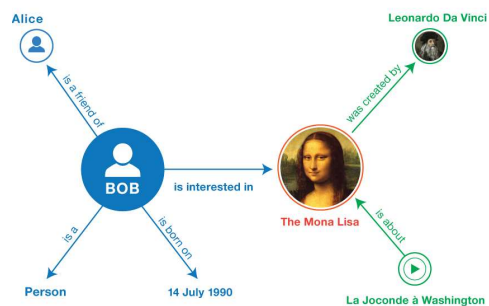 Alice
Leonardo Da Vinci
is a friend of
was created by
BOB
is interested in
The Mona Lisa
is a
is born on
is about
Person
14 July 1990
La Joconde à Washington